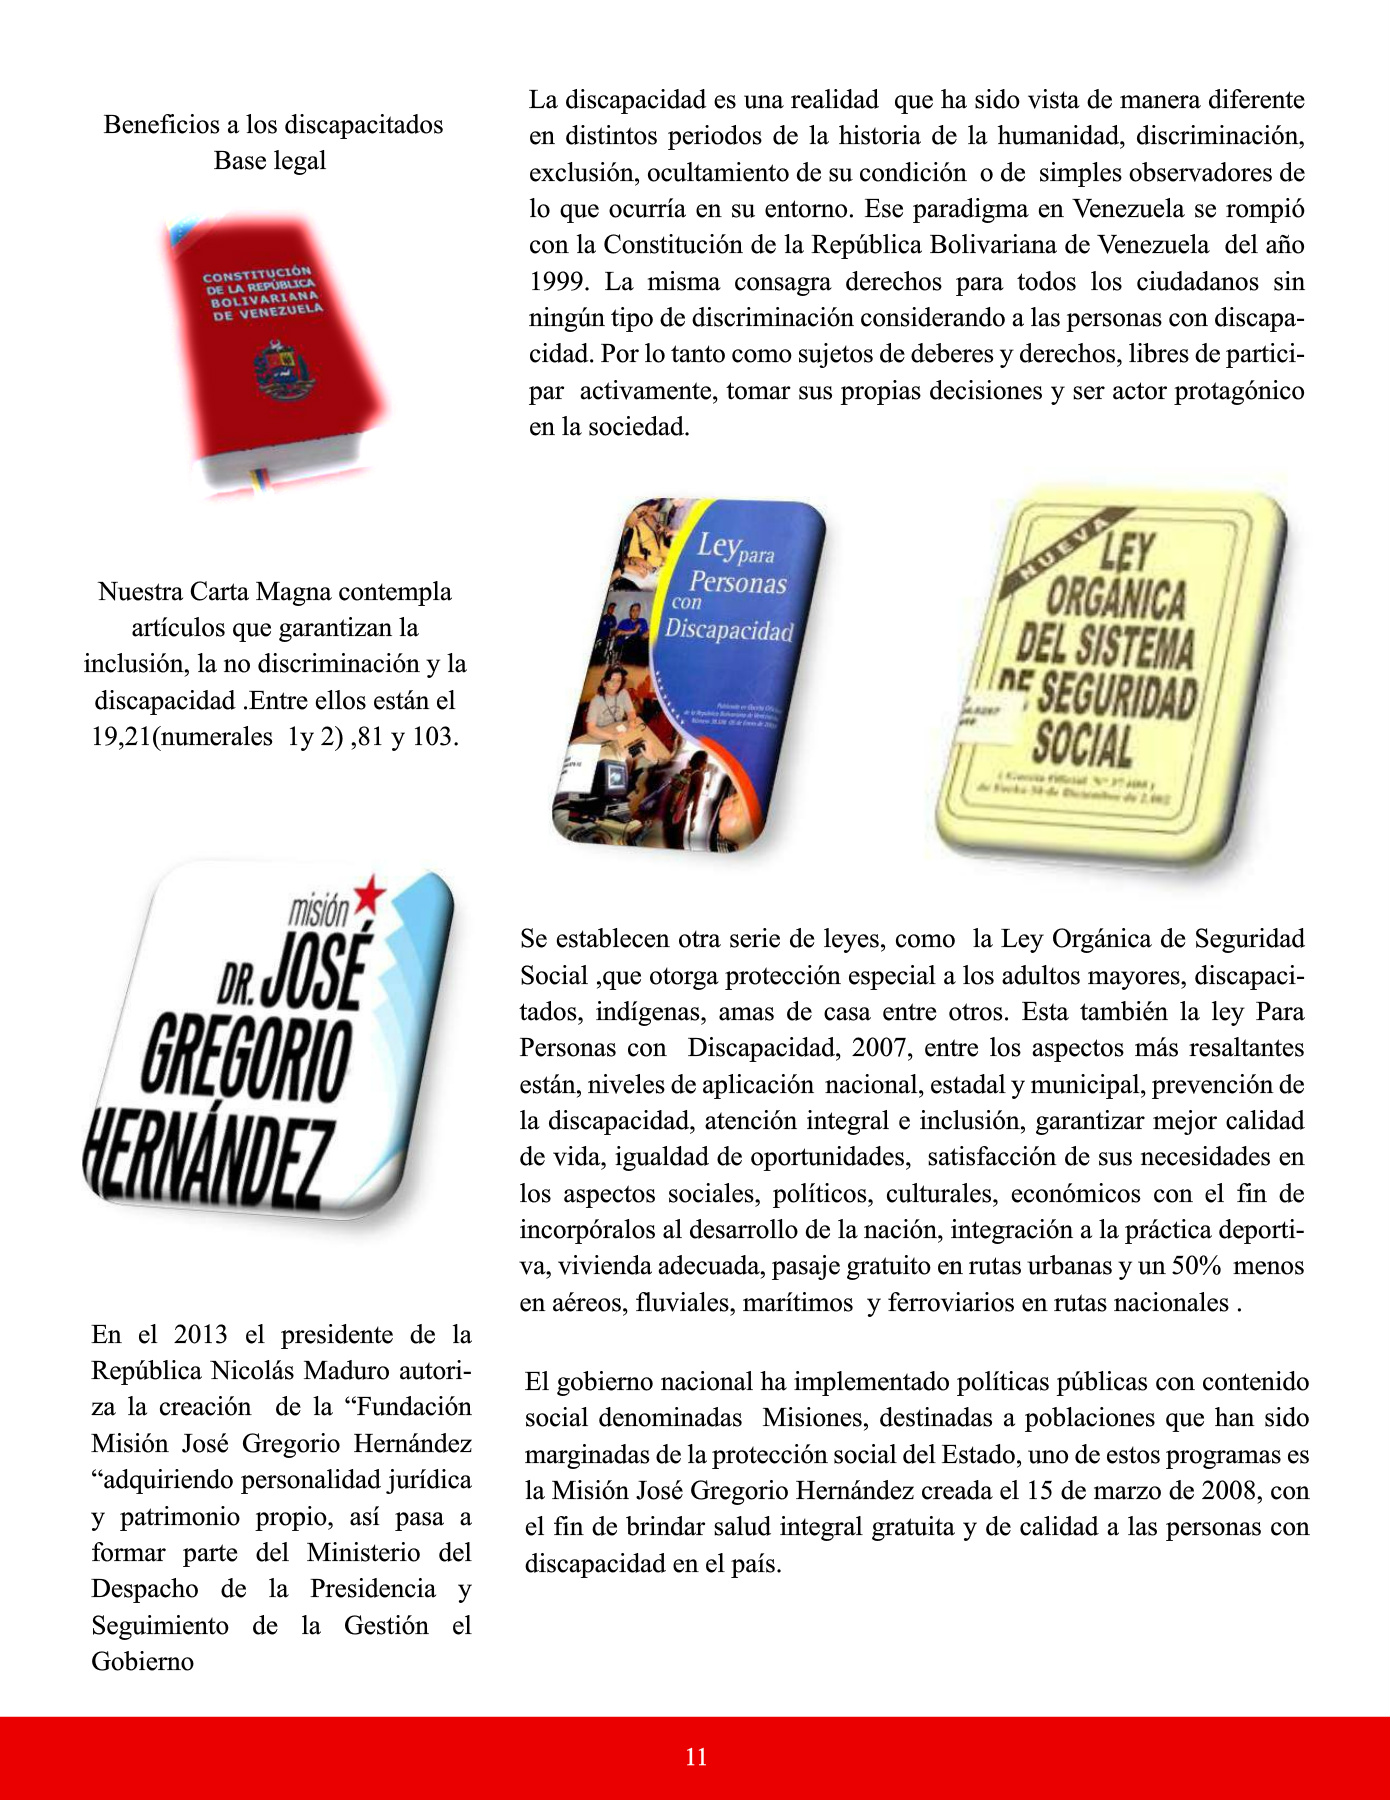 Beneficios a los discapacitados
Base legal
CONSTITUCIÓN
DE LA REPÚBLICA
BOLIVARIANA
DE VENEZUELA
Nuestra Carta Magna contempla
artículos que garantizan la
inclusión, la no discriminación y la
discapacidad .Entre ellos están el
19,21(numerales  1y 2) ,81 y 103.
misión
DR. JOSÉ
GREGORIO
HERNÁNDEZ
En el 2013 el presidente de la
República Nicolás Maduro autori-
za la creación  de la “Fundación
Misión José Gregorio Hernández
“adquiriendo personalidad jurídica
y patrimonio propio, así pasa a
formar parte del Ministerio del
Despacho de la Presidencia y
Seguimiento de la Gestión el
Gobierno
La discapacidad es una realidad  que ha sido vista de manera diferente
en distintos periodos de la historia de la humanidad, discriminación,
exclusión, ocultamiento de su condición  o de  simples observadores de
lo que ocurría en su entorno. Ese paradigma en Venezuela se rompió
con la Constitución de la República Bolivariana de Venezuela  del año
1999. La misma consagra derechos para todos los ciudadanos sin
ningún tipo de discriminación considerando a las personas con discapa-
cidad. Por lo tanto como sujetos de deberes y derechos, libres de partici-
par  activamente, tomar sus propias decisiones y ser actor protagónico
en la sociedad.
Ley para
Personas
con
Discapacidad
NUEVA
LEY
ORGANICA
DEL SISTEMA
DE SEGURIDAD
SOCIAL
Se establecen otra serie de leyes, como  la Ley Orgánica de Seguridad
Social ,que otorga protección especial a los adultos mayores, discapaci-
tados, indígenas, amas de casa entre otros. Esta también la ley Para
Personas con  Discapacidad, 2007, entre los aspectos más resaltantes
están, niveles de aplicación  nacional, estadal y municipal, prevención de
la discapacidad, atención integral e inclusión, garantizar mejor calidad
de vida, igualdad de oportunidades,  satisfacción de sus necesidades en
los aspectos sociales, políticos, culturales, económicos con el fin de
incorpóralos al desarrollo de la nación, integración a la práctica deporti-
va, vivienda adecuada, pasaje gratuito en rutas urbanas y un 50%  menos
en aéreos, fluviales, marítimos  y ferroviarios en rutas nacionales .
El gobierno nacional ha implementado políticas públicas con contenido
social denominadas  Misiones, destinadas a poblaciones que han sido
marginadas de la protección social del Estado, uno de estos programas es
la Misión José Gregorio Hernández creada el 15 de marzo de 2008, con
el fin de brindar salud integral gratuita y de calidad a las personas con
discapacidad en el país.
11